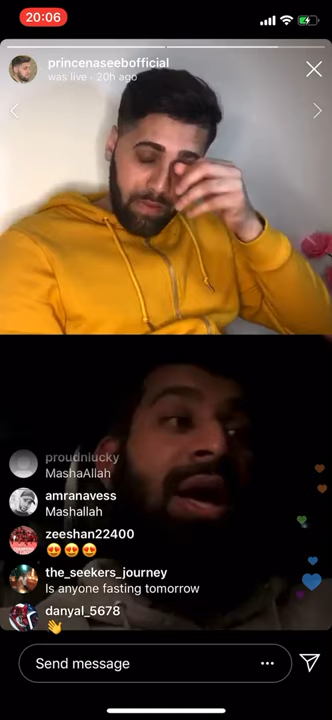 20:06
princenaseebofficial
was live · 20h ago
proudnlucky
MashaAllah
amranavess
Mashallah
zeeshan22400
😍😍😍
the_seekers_journey
Is anyone fasting tomorrow
danyal_5678
👋
Send message